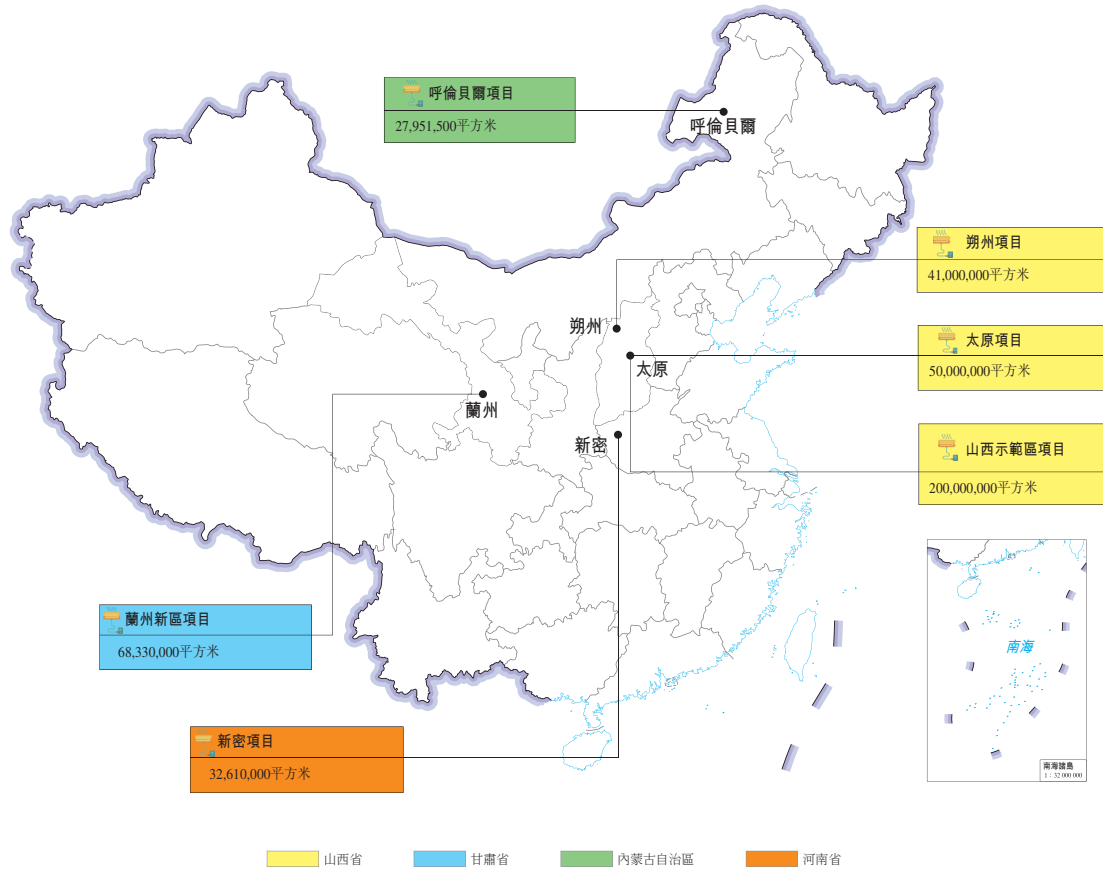 呼倫貝爾項目
27,951,500平方米
呼倫貝爾
朔州項目
41,000,000平方米
朔州
太原項目
50,000,000平方米
太原
蘭州
新密
山西示範區項目
200,000,000平方米
蘭州新區項目
68,330,000平方米
南海
新密項目
32,610,000平方米
南海諸島
1：32 000 000
山西省
甘肅省
內蒙古自治區
河南省